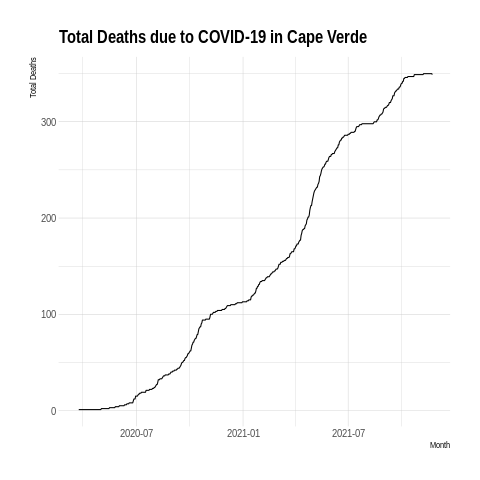 Total Deaths due to COVID-19 in Cape Verde
Total Deaths
300
200
100
0
2020-07 2021-01 2021-07
Month